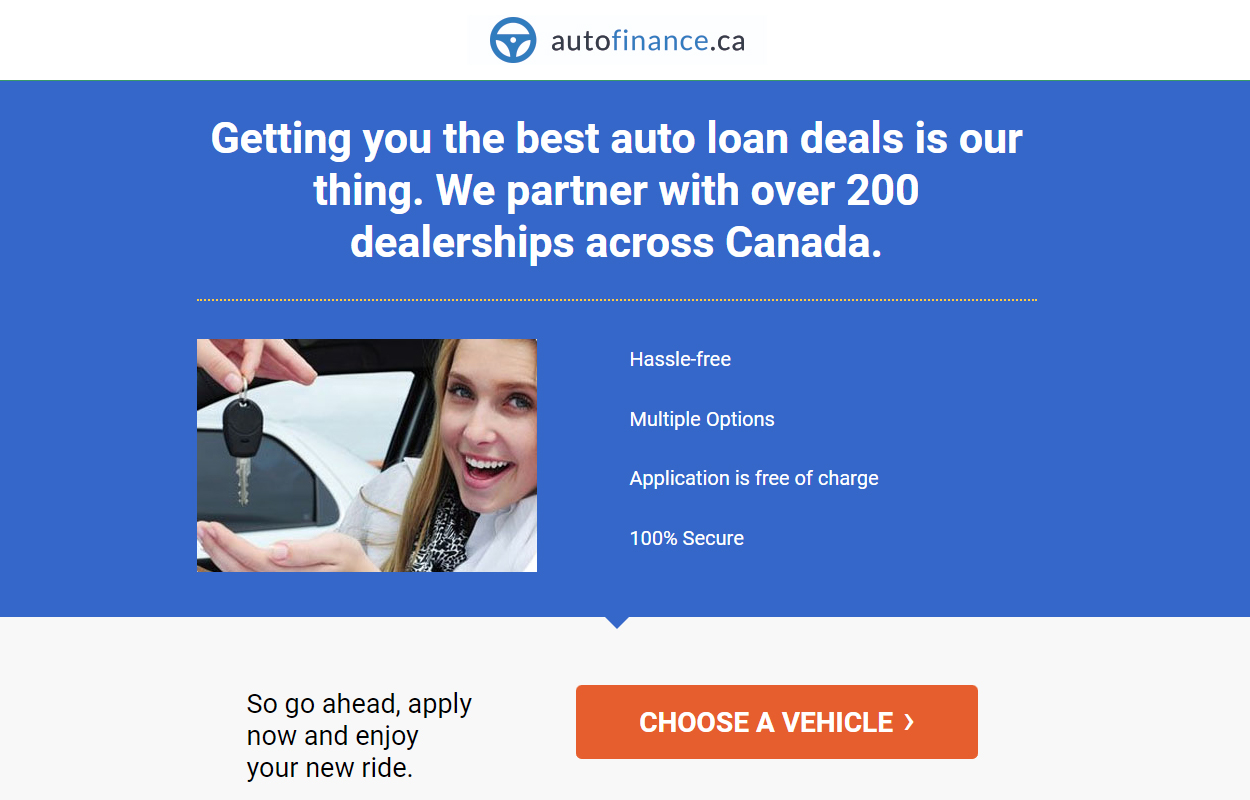 autofinance.ca
Getting you the best auto loan deals is our
thing. We partner with over 200
dealerships across Canada.
Hassle-free
Multiple Options
Application is free of charge
100% Secure
So go ahead, apply
now and enjoy
your new ride.
CHOOSE A VEHICLE ›